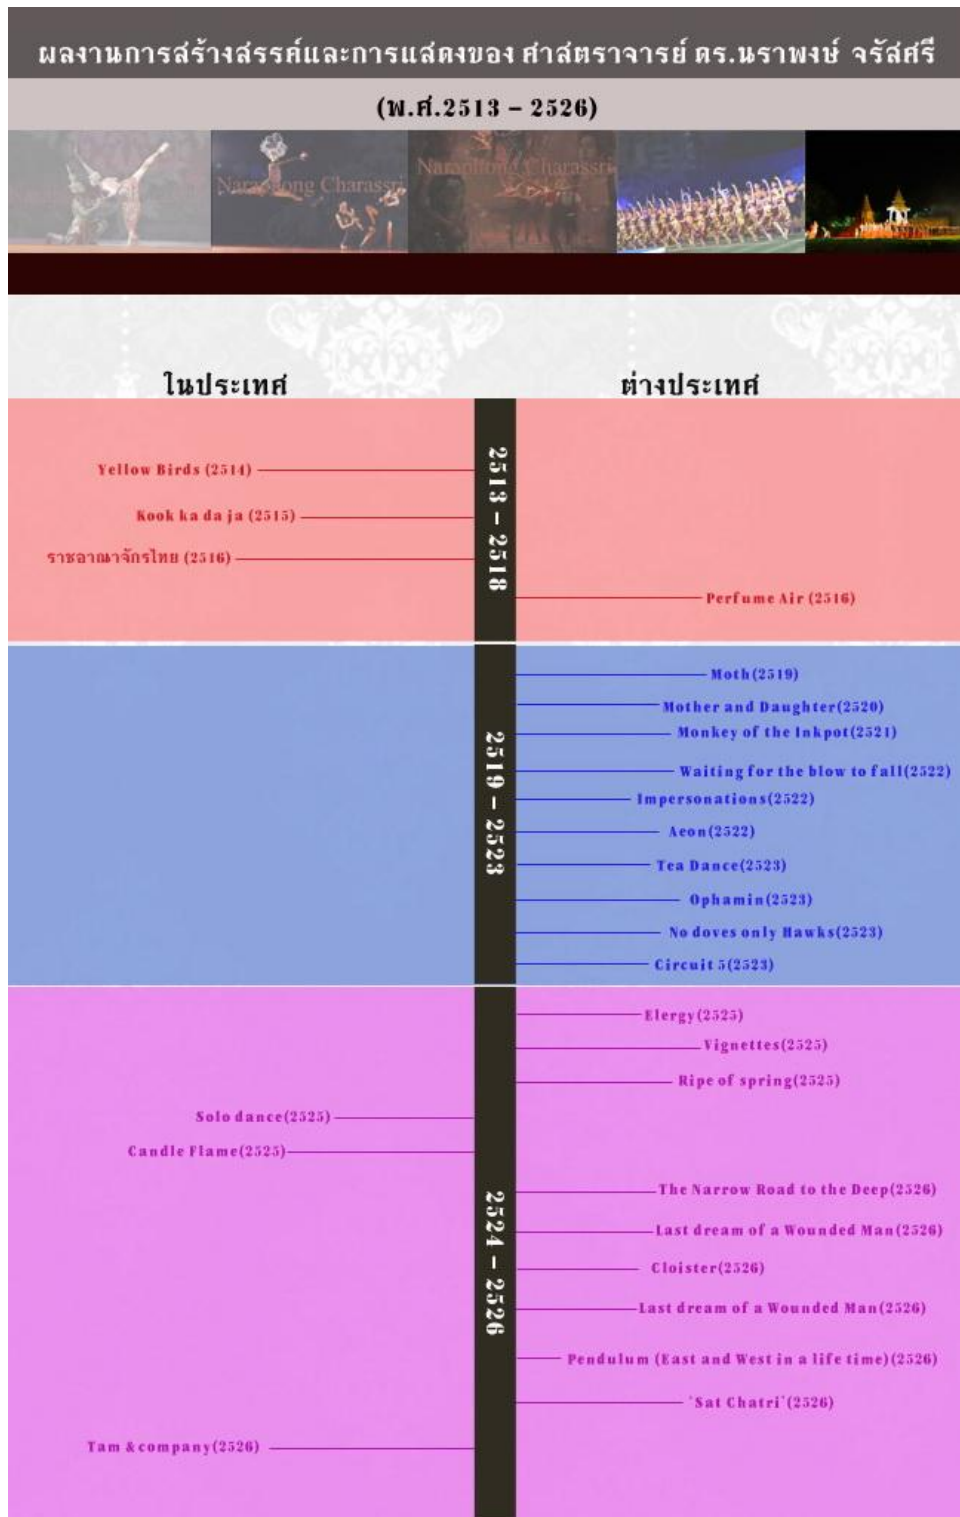 ผลงานการสร้างสรรค์และการแสดงของ ศาสตราจารย์ ดร.นราพงษ์ จรัสศรี
(พ.ศ.2513 – 2526)
Naraphong Charassri
Naraphong Charassri
ในประเทศ
ต่างประเทศ
2513 – 2518
Yellow Birds (2514)
Kook ka da ja (2515)
ราชอาณาจักรไทย (2516)
Perfume Air (2516)
2519 – 2523
Moth(2519)
Mother and Daughter(2520)
Monkey of the Inkpot(2521)
Waiting for the blow to fall(2522)
Impersonations(2522)
Aeon(2522)
Tea Dance(2523)
Ophamin(2523)
No doves only Hawks(2523)
Circuit 5(2523)
2524 – 2526
Elergy(2525)
Vignettes(2525)
Ripe of spring(2525)
Solo dance(2525)
Candle Flame(2525)
The Narrow Road to the Deep(2526)
Last dream of a Wounded Man(2526)
Cloister(2526)
Last dream of a Wounded Man(2526)
Pendulum (East and West in a life time)(2526)
'Sat Chatri'(2526)
Tam & company(2526)